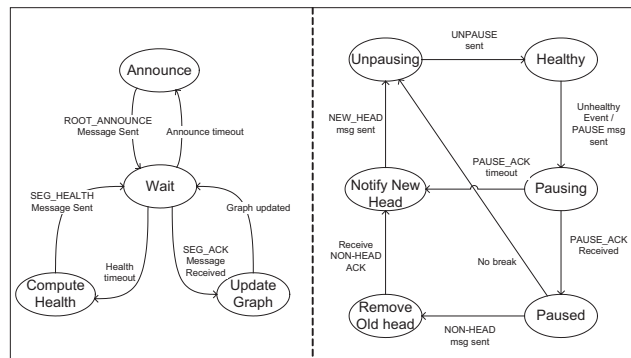 Announce
ROOT_ANNOUNCE
Message Sent
Announce timeout
Wait
SEG_HEALTH
Message Sent
Graph updated
Health
timeout
SEG_ACK
Message
Received
Compute
Health
Update
Graph
UNPAUSE
sent
Unpausing
Healthy
NEW_HEAD
msg sent
Unhealthy
Event /
PAUSE msg
sent
PAUSE_ACK
timeout
Notify New
Head
Pausing
Receive
NON-HEAD
ACK
No break
PAUSE_ACK
Received
Remove
Old head
NON-HEAD
msg sent
Paused